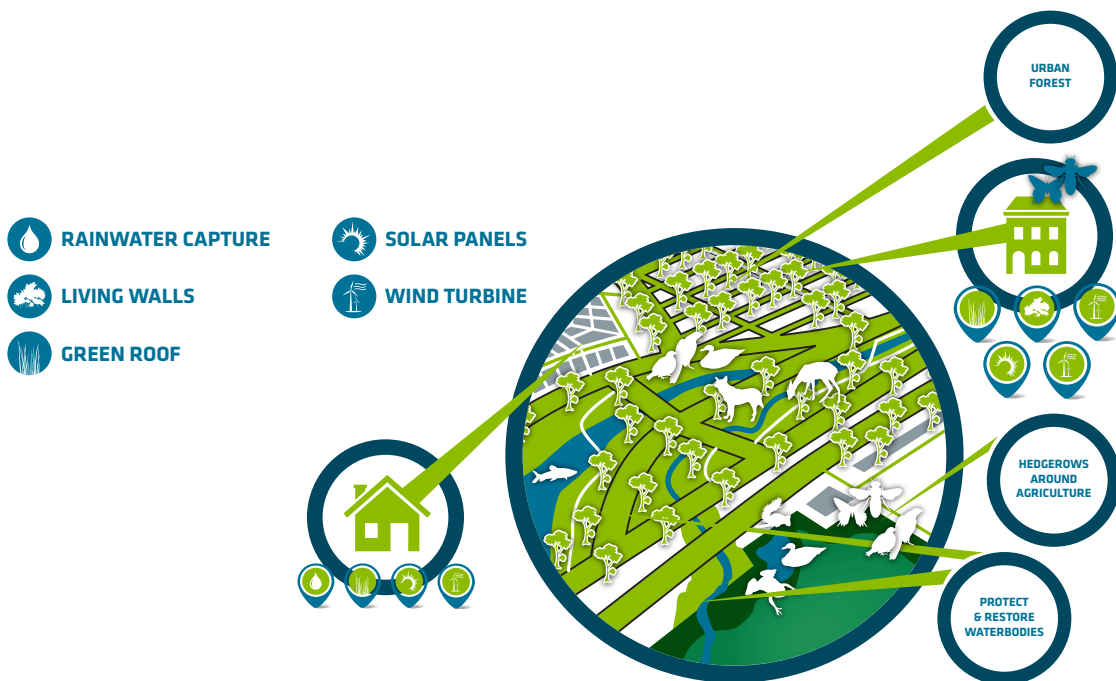 URBAN
FOREST
RAINWATER CAPTURE
SOLAR PANELS
LIVING WALLS
WIND TURBINE
GREEN ROOF
HEDGEROWS
AROUND
AGRICULTURE
PROTECT
& RESTORE
WATERBODIES